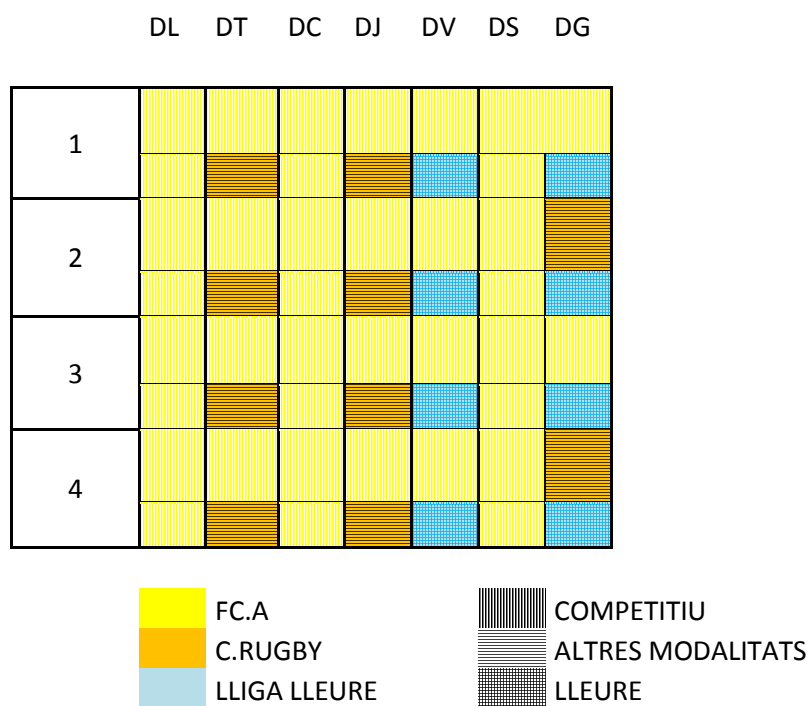 DL DT DC DJ DV DS DG
1
2
3
4
FC.A COMPETITIU
C.RUGBY ALTRES MODALITATS
LLIGA LLEURE LLEURE